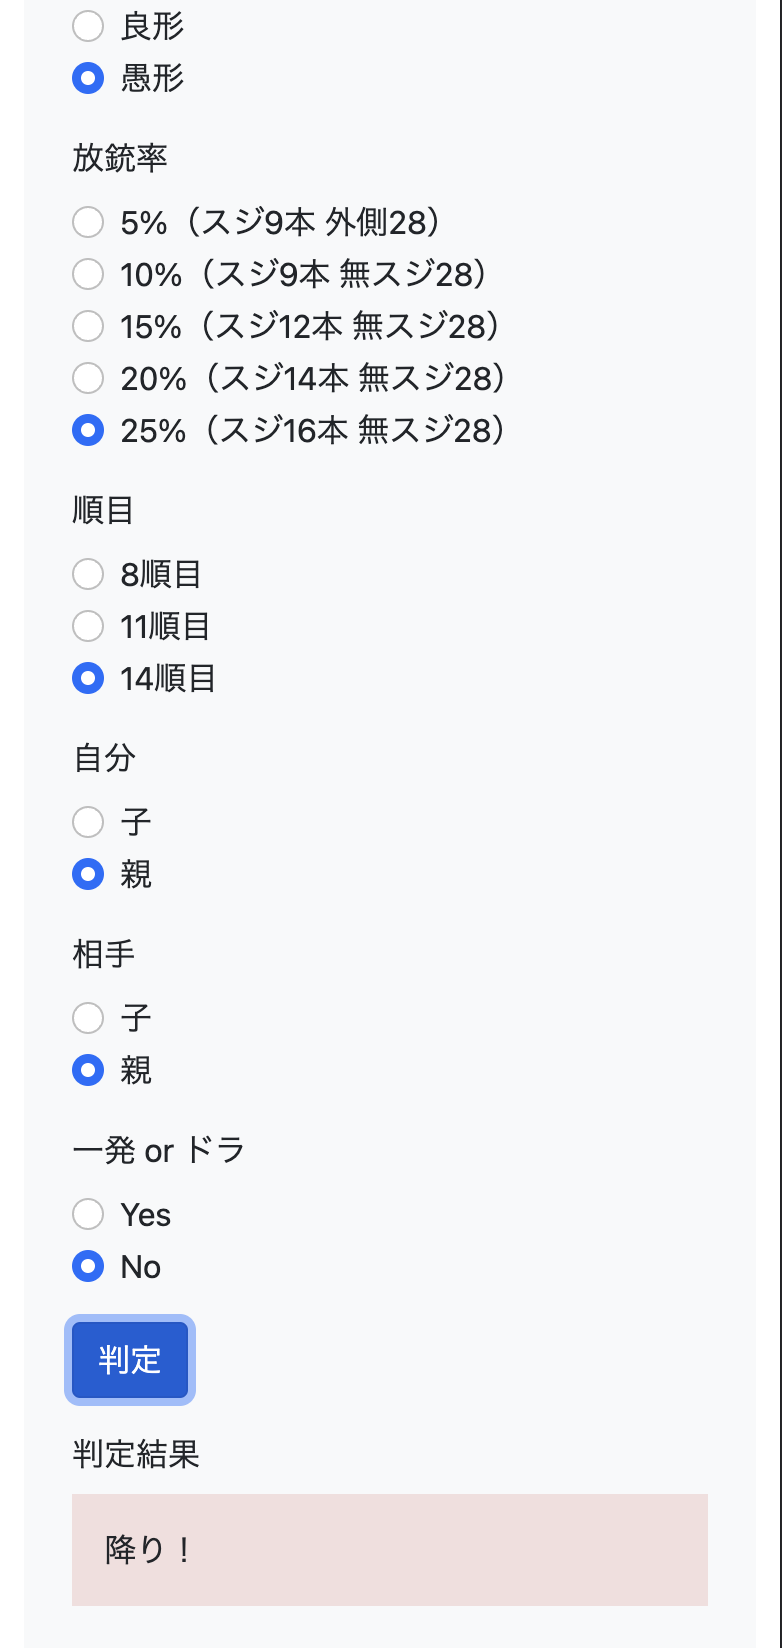 良形
愚形
放銃率
5%（スジ9本 外側28）
10%（スジ9本 無スジ28）
15%（スジ12本 無スジ28）
20%（スジ14本 無スジ28）
25%（スジ16本 無スジ28）
順目
8順目
11順目
14順目
自分
子
親
相手
子
親
一発 or ドラ
Yes
No
判定
判定結果
降り！